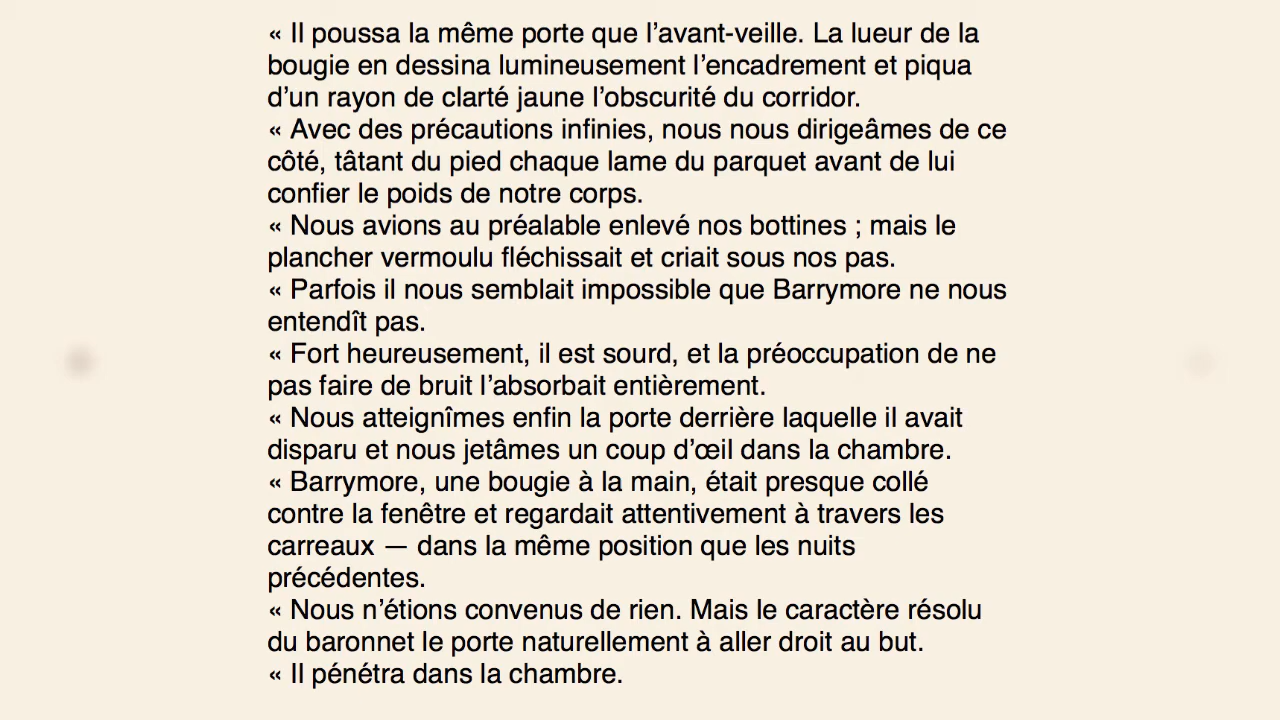 « Il poussa la même porte que l’avant-veille. La lueur de la
bougie en dessina lumineusement l’encadrement et piqua
d’un rayon de clarté jaune l’obscurité du corridor.
« Avec des précautions infinies, nous nous dirigeâmes de ce
côté, tâtant du pied chaque lame du parquet avant de lui
confier le poids de notre corps.
« Nous avions au préalable enlevé nos bottines ; mais le
plancher vermoulu fléchissait et criait sous nos pas.
« Parfois il nous semblait impossible que Barrymore ne nous
entendît pas.
« Fort heureusement, il est sourd, et la préoccupation de ne
pas faire de bruit l’absorbait entièrement.
« Nous atteignîmes enfin la porte derrière laquelle il avait
disparu et nous jetâmes un coup d’œil dans la chambre.
« Barrymore, une bougie à la main, était presque collé
contre la fenêtre et regardait attentivement à travers les
carreaux — dans la même position que les nuits
précédentes.
« Nous n’étions convenus de rien. Mais le caractère résolu
du baronnet le porte naturellement à aller droit au but.
« Il pénétra dans la chambre.